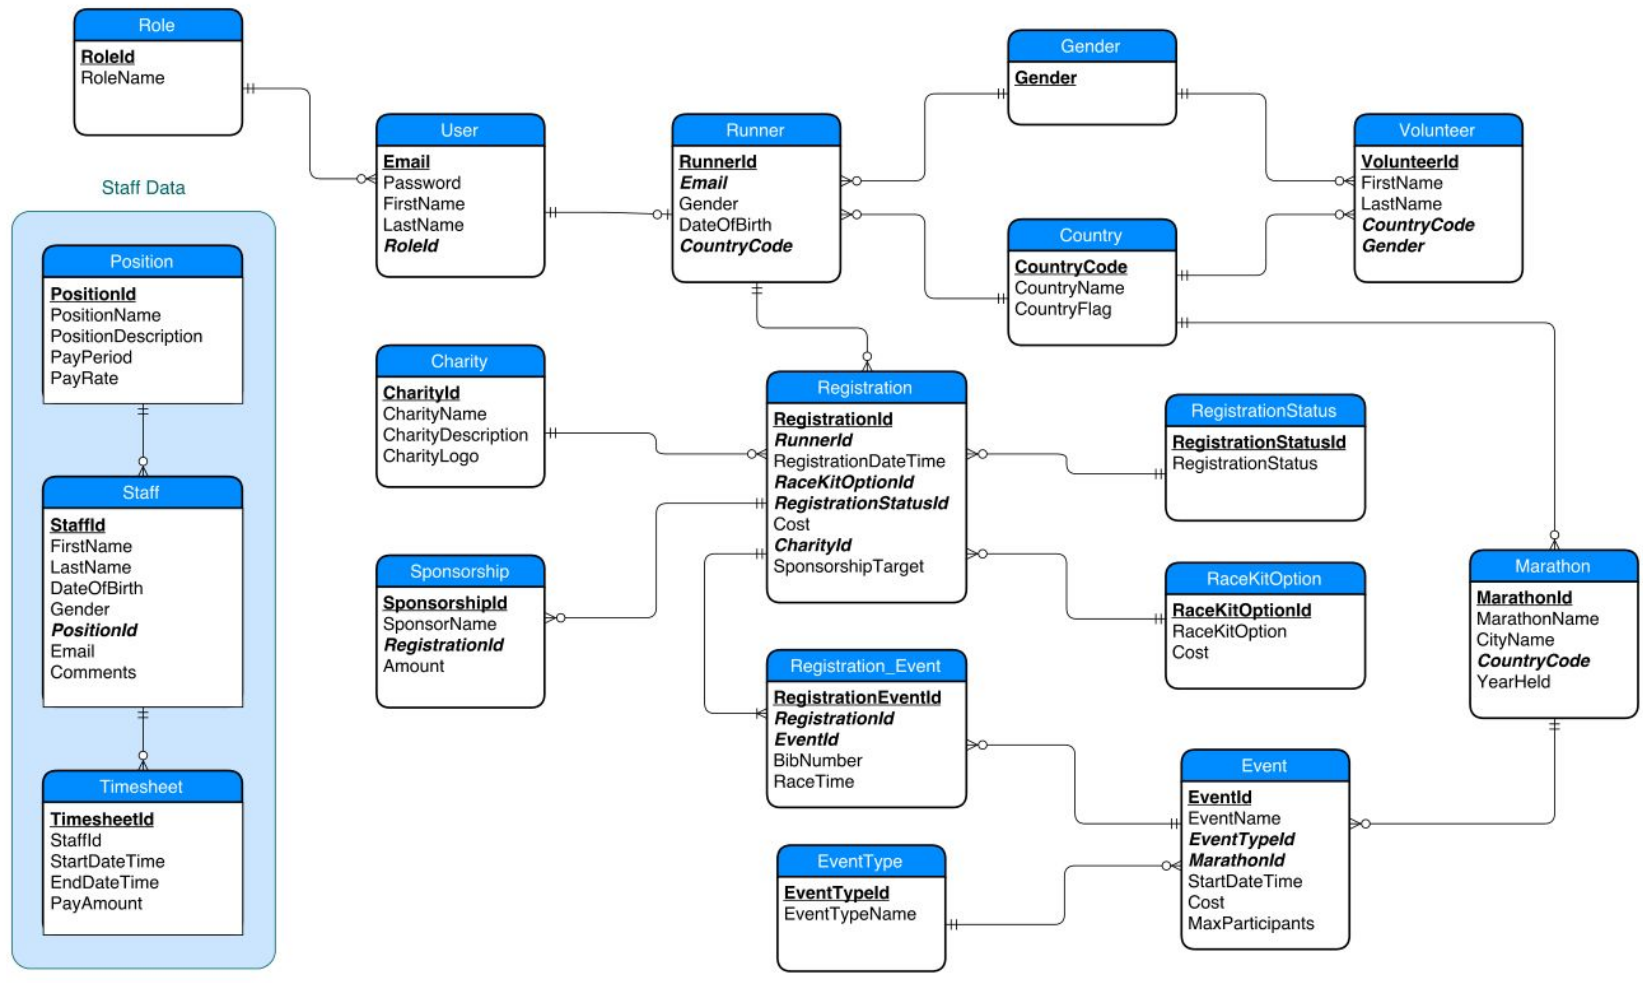 Role
RoleId
RoleName
User
Email
Password
FirstName
LastName
RoleId
Runner
RunnerId
Email
Gender
DateOfBirth
CountryCode
Gender
Gender
Volunteer
VolunteerId
FirstName
LastName
CountryCode
Gender
Country
CountryCode
CountryName
CountryFlag
Staff Data
Position
PositionId
PositionName
PositionDescription
PayPeriod
PayRate
Staff
StaffId
FirstName
LastName
DateOfBirth
Gender
PositionId
Email
Comments
Timesheet
TimesheetId
StaffId
StartDateTime
EndDateTime
PayAmount
Charity
CharityId
CharityName
CharityDescription
CharityLogo
Sponsorship
SponsorshipId
SponsorName
RegistrationId
Amount
Registration
RegistrationId
RunnerId
RegistrationDateTime
RaceKitOptionId
RegistrationStatusId
Cost
CharityId
SponsorshipTarget
RegistrationStatus
RegistrationStatusId
RegistrationStatus
RaceKitOption
RaceKitOptionId
RaceKitOption
Cost
Marathon
MarathonId
MarathonName
CityName
CountryCode
YearHeld
Registration_Event
RegistrationEventId
RegistrationId
EventId
BibNumber
RaceTime
Event
EventId
EventName
EventTypeId
MarathonId
StartDateTime
Cost
MaxParticipants
EventType
EventTypeId
EventTypeName